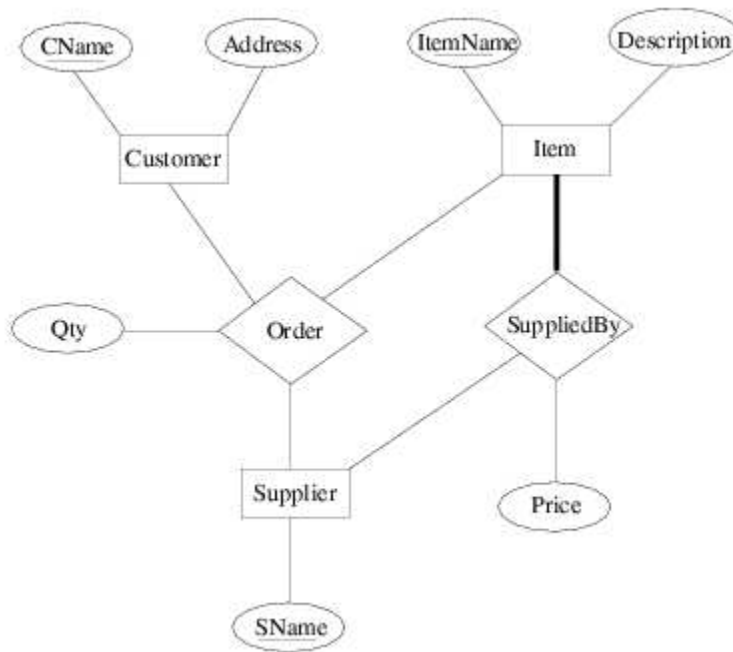 CName
Address
ItemName
Description
Customer
Item
Qty
Order
SuppliedBy
Supplier
Price
SName